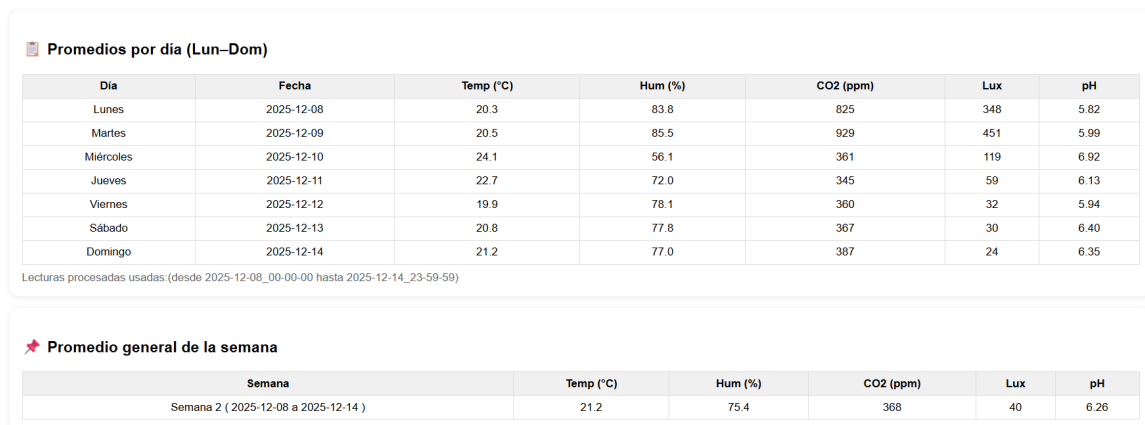 📋 Promedios por día (Lun–Dom)
Día Fecha Temp (°C) Hum (%) CO2 (ppm) Lux pH
Lunes 2025-12-08 20.3 83.8 825 348 5.82
Martes 2025-12-09 20.5 85.5 929 451 5.99
Miércoles 2025-12-10 24.1 56.1 361 119 6.92
Jueves 2025-12-11 22.7 72.0 345 59 6.13
Viernes 2025-12-12 19.9 78.1 360 32 5.94
Sábado 2025-12-13 20.8 77.8 367 30 6.40
Domingo 2025-12-14 21.2 77.0 387 24 6.35
Lecturas procesadas usadas:(desde 2025-12-08_00-00-00 hasta 2025-12-14_23-59-59)
📌 Promedio general de la semana
Semana Temp (°C) Hum (%) CO2 (ppm) Lux pH
Semana 2 ( 2025-12-08 a 2025-12-14 ) 21.2 75.4 368 40 6.26